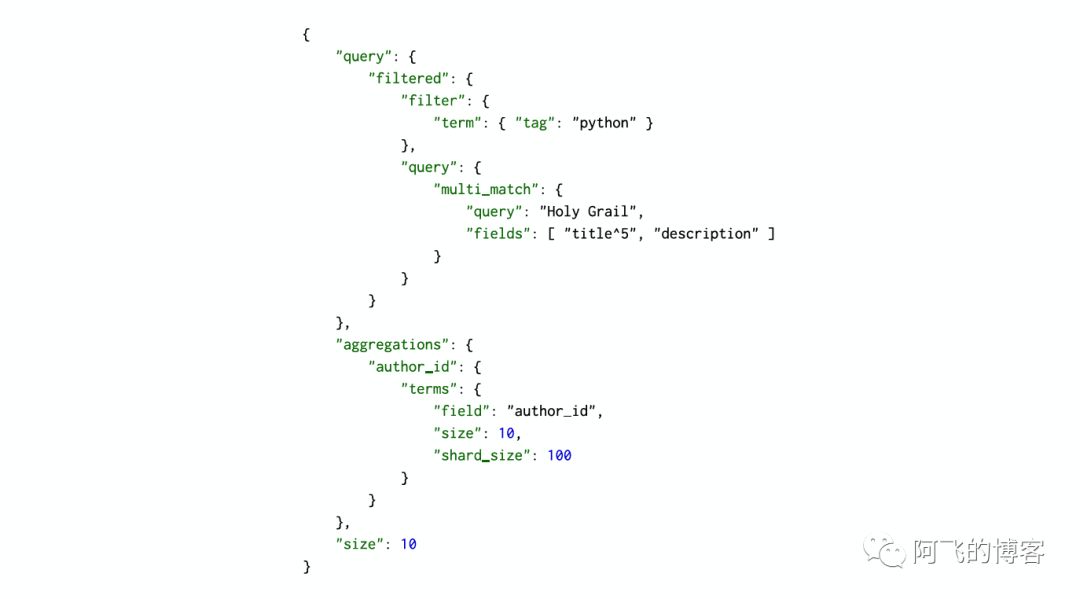 {
    "query": {
        "filtered": {
            "filter": {
                "term": { "tag": "python" }
            },
            "query": {
                "multi_match": {
                    "query": "Holy Grail",
                    "fields": [ "title^5", "description" ]
                }
            }
        }
    },
    "aggregations": {
        "author_id": {
            "terms": {
                "field": "author_id",
                "size": 10,
                "shard_size": 100
            }
        }
    },
    "size": 10
}
阿飞的博客